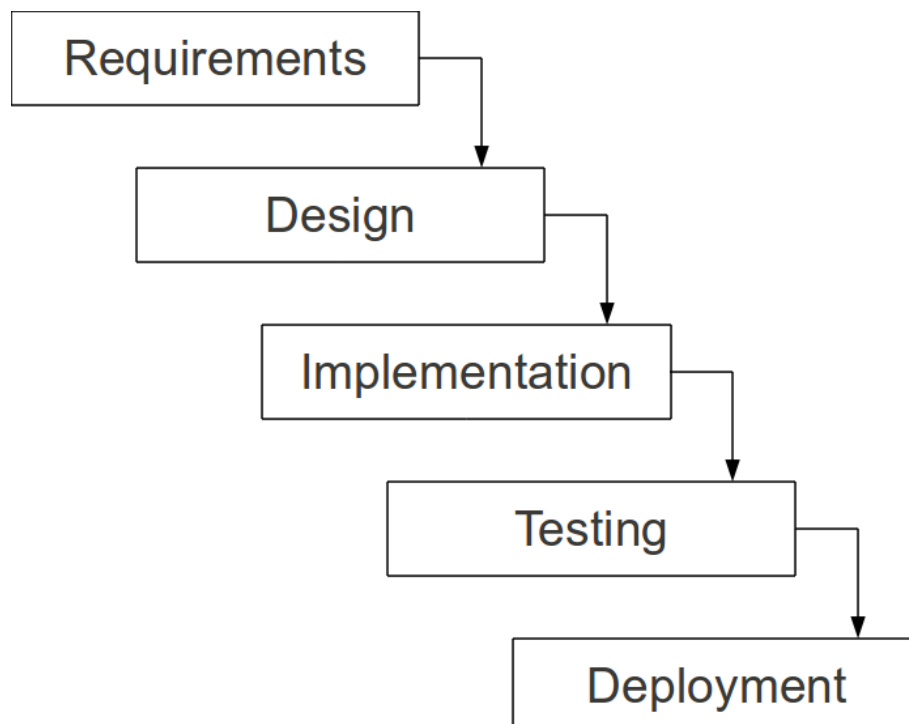 Requirements
Design
Implementation
Testing
Deployment